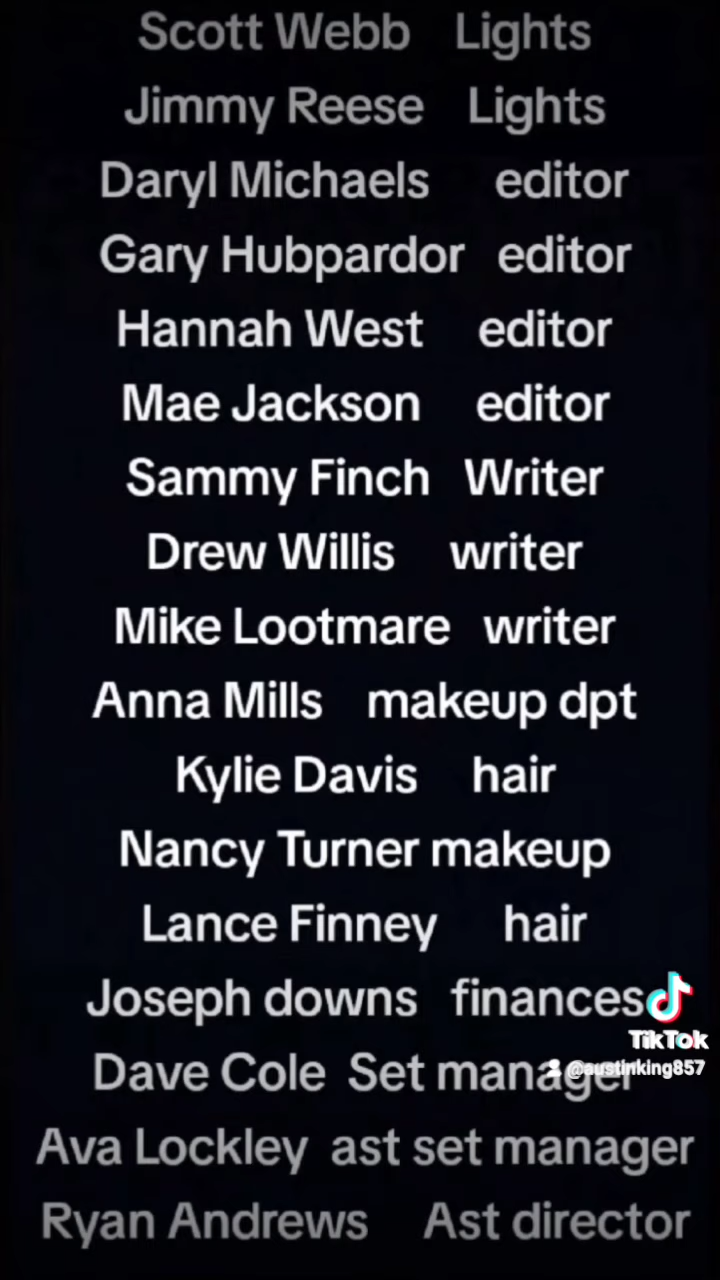 Scott Webb Lights
Jimmy Reese Lights
Daryl Michaels editor
Gary Hubpardor editor
Hannah West editor
Mae Jackson editor
Sammy Finch Writer
Drew Willis writer
Mike Lootmare writer
Anna Mills makeup dpt
Kylie Davis hair
Nancy Turner makeup
Lance Finney hair
Joseph downs finances
TikTok
Dave Cole Set manager
@austinking857
Ava Lockley ast set manager
Ryan Andrews Ast director